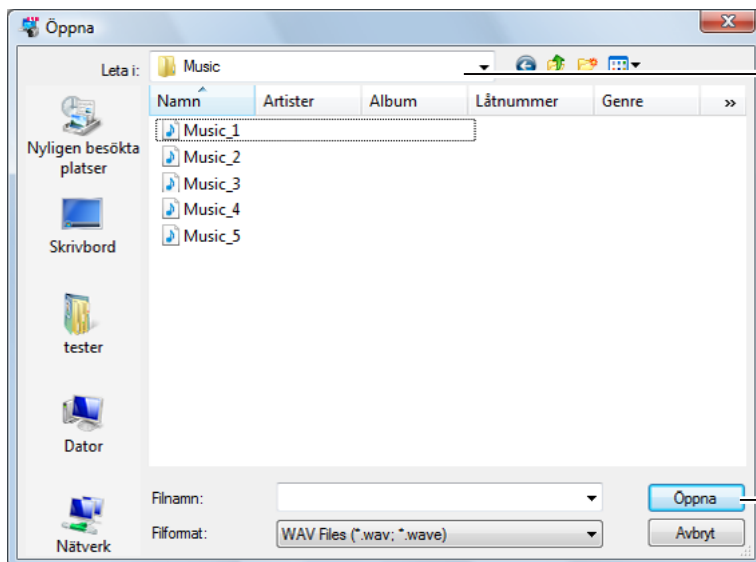 Öppna
Leta i:
Music
Namn Artister Album Låtnummer Genre »
Music_1
Music_2
Music_3
Music_4
Music_5
Nyligen besökta
platser
Skrivbord
tester
Dator
Nätverk
Filnamn:
Öppna
Filformat:
WAV Files (*.wav; *.wave)
Avbryt